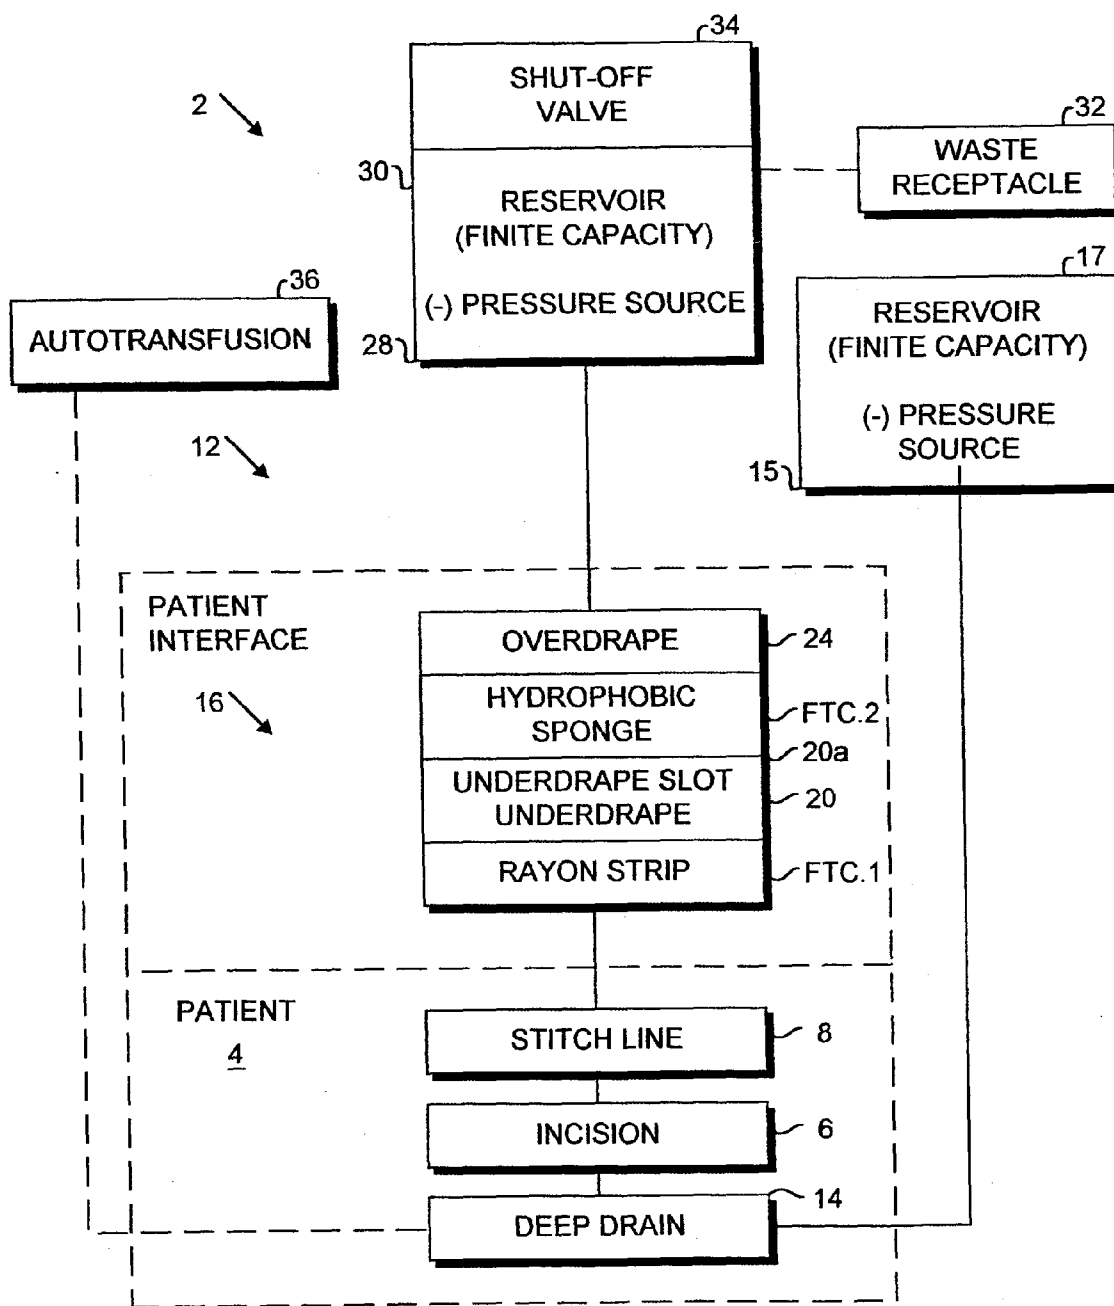 34
SHUT-OFF
VALVE
2
32
WASTE
RECEPTACLE
30
RESERVOIR
(FINITE CAPACITY)
(-) PRESSURE SOURCE
28
17
RESERVOIR
(FINITE CAPACITY)
(-) PRESSURE
SOURCE
15
36
AUTOTRANSFUSION
12
PATIENT
INTERFACE
16
OVERDRAPE
24
HYDROPHOBIC
SPONGE
FTC.2
20a
UNDERDRAPE SLOT
UNDERDRAPE
20
RAYON STRIP
FTC.1
PATIENT
4
STITCH LINE
8
INCISION
6
14
DEEP DRAIN